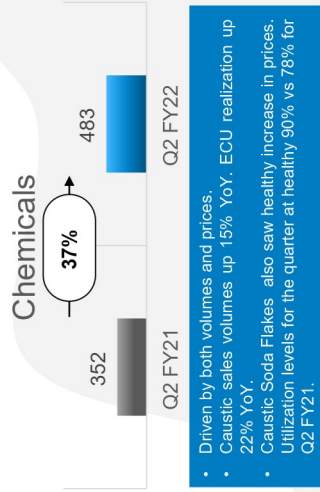 Chemicals
37%
352
483
Q2 FY21
Q2 FY22
• Driven by both volumes and prices.
• Caustic sales volumes up 15% YoY. ECU realization up
22% YoY.
• Caustic Soda Flakes also saw healthy increase in prices.
Utilization levels for the quarter at healthy 90% vs 78% for
Q2 FY21.